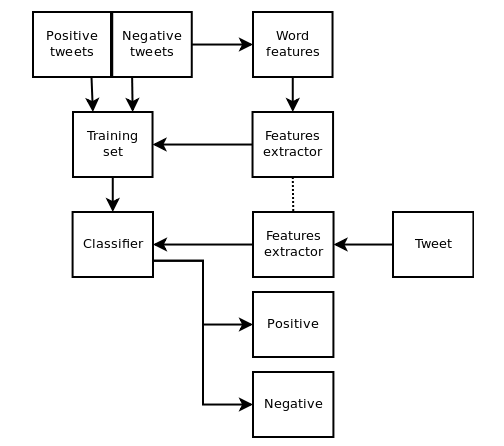 Positive
tweets
Negative
tweets
Word
features
Training
set
Features
extractor
Classifier
Features
extractor
Tweet
Positive
Negative